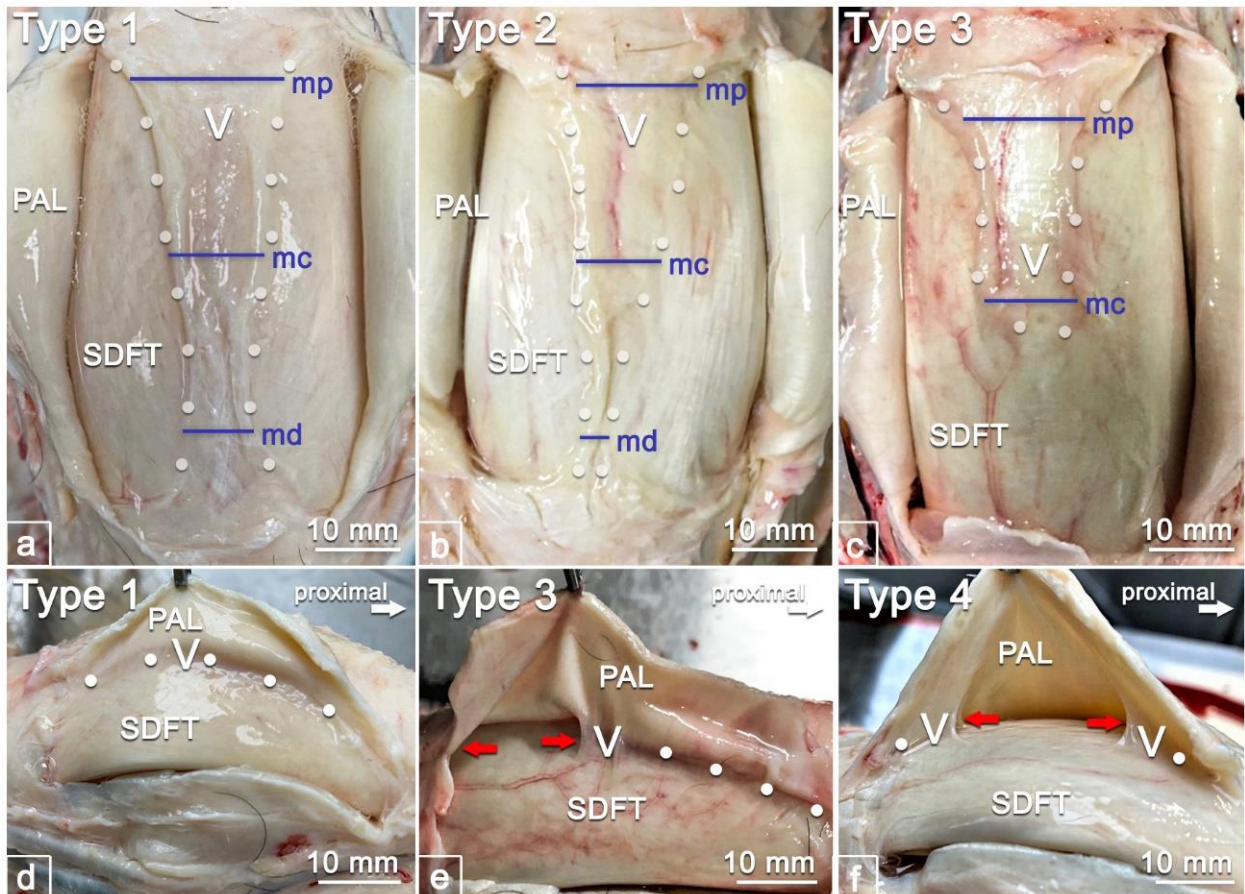 Type 1
mp
V
PAL
mc
SDFT
md
a
10 mm
Type 2
mp
V
PAL
mc
SDFT
md
b
10 mm
Type 3
mp
PAL
V
mc
SDFT
c
10 mm
Type 1
proximal
PAL
V
SDFT
d
10 mm
Type 3
proximal
PAL
V
SDFT
e
10 mm
Type 4
proximal
PAL
V
V
SDFT
f
10 mm